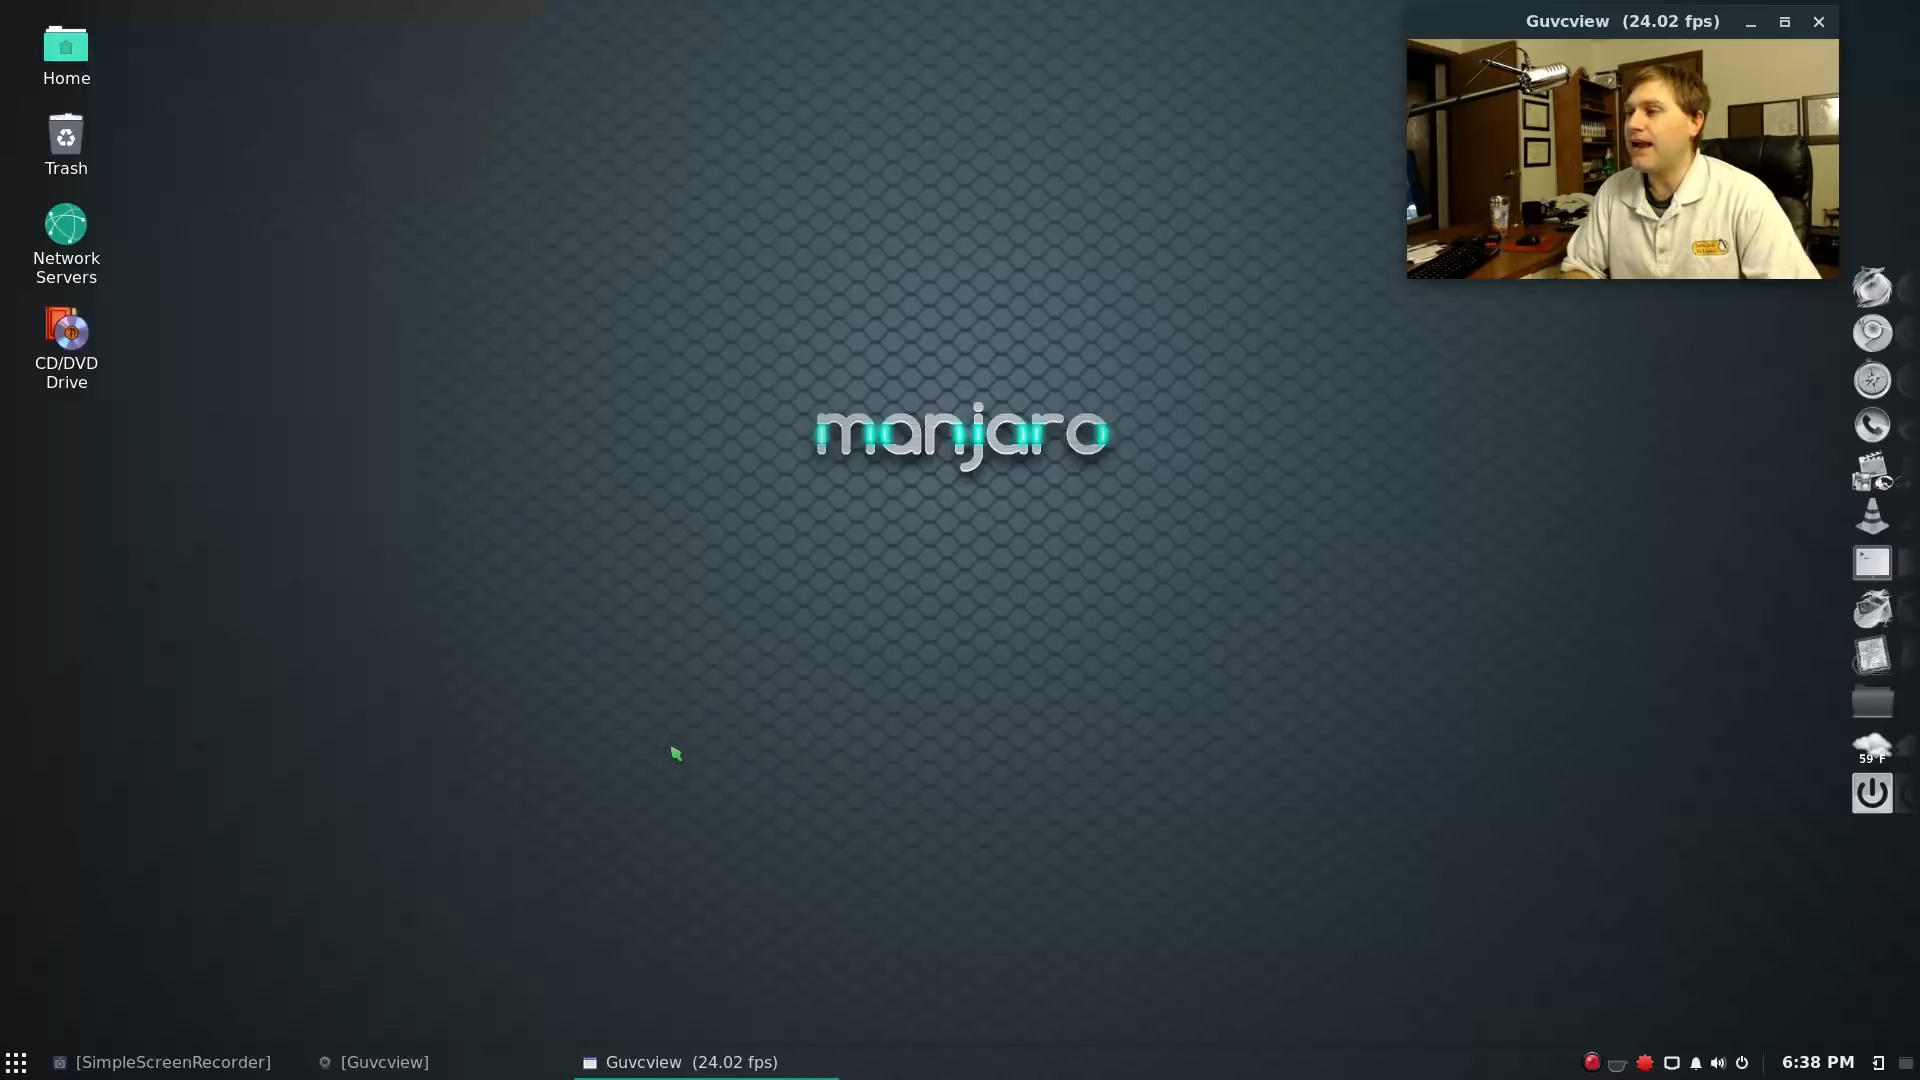 Guvcview (24.02 fps)
Home
Trash
Network
Servers
CD/DVD
Drive
manjaro
59°F
[SimpleScreenRecorder]
[Guvcview]
Guvcview (24.02 fps)
6:38 PM